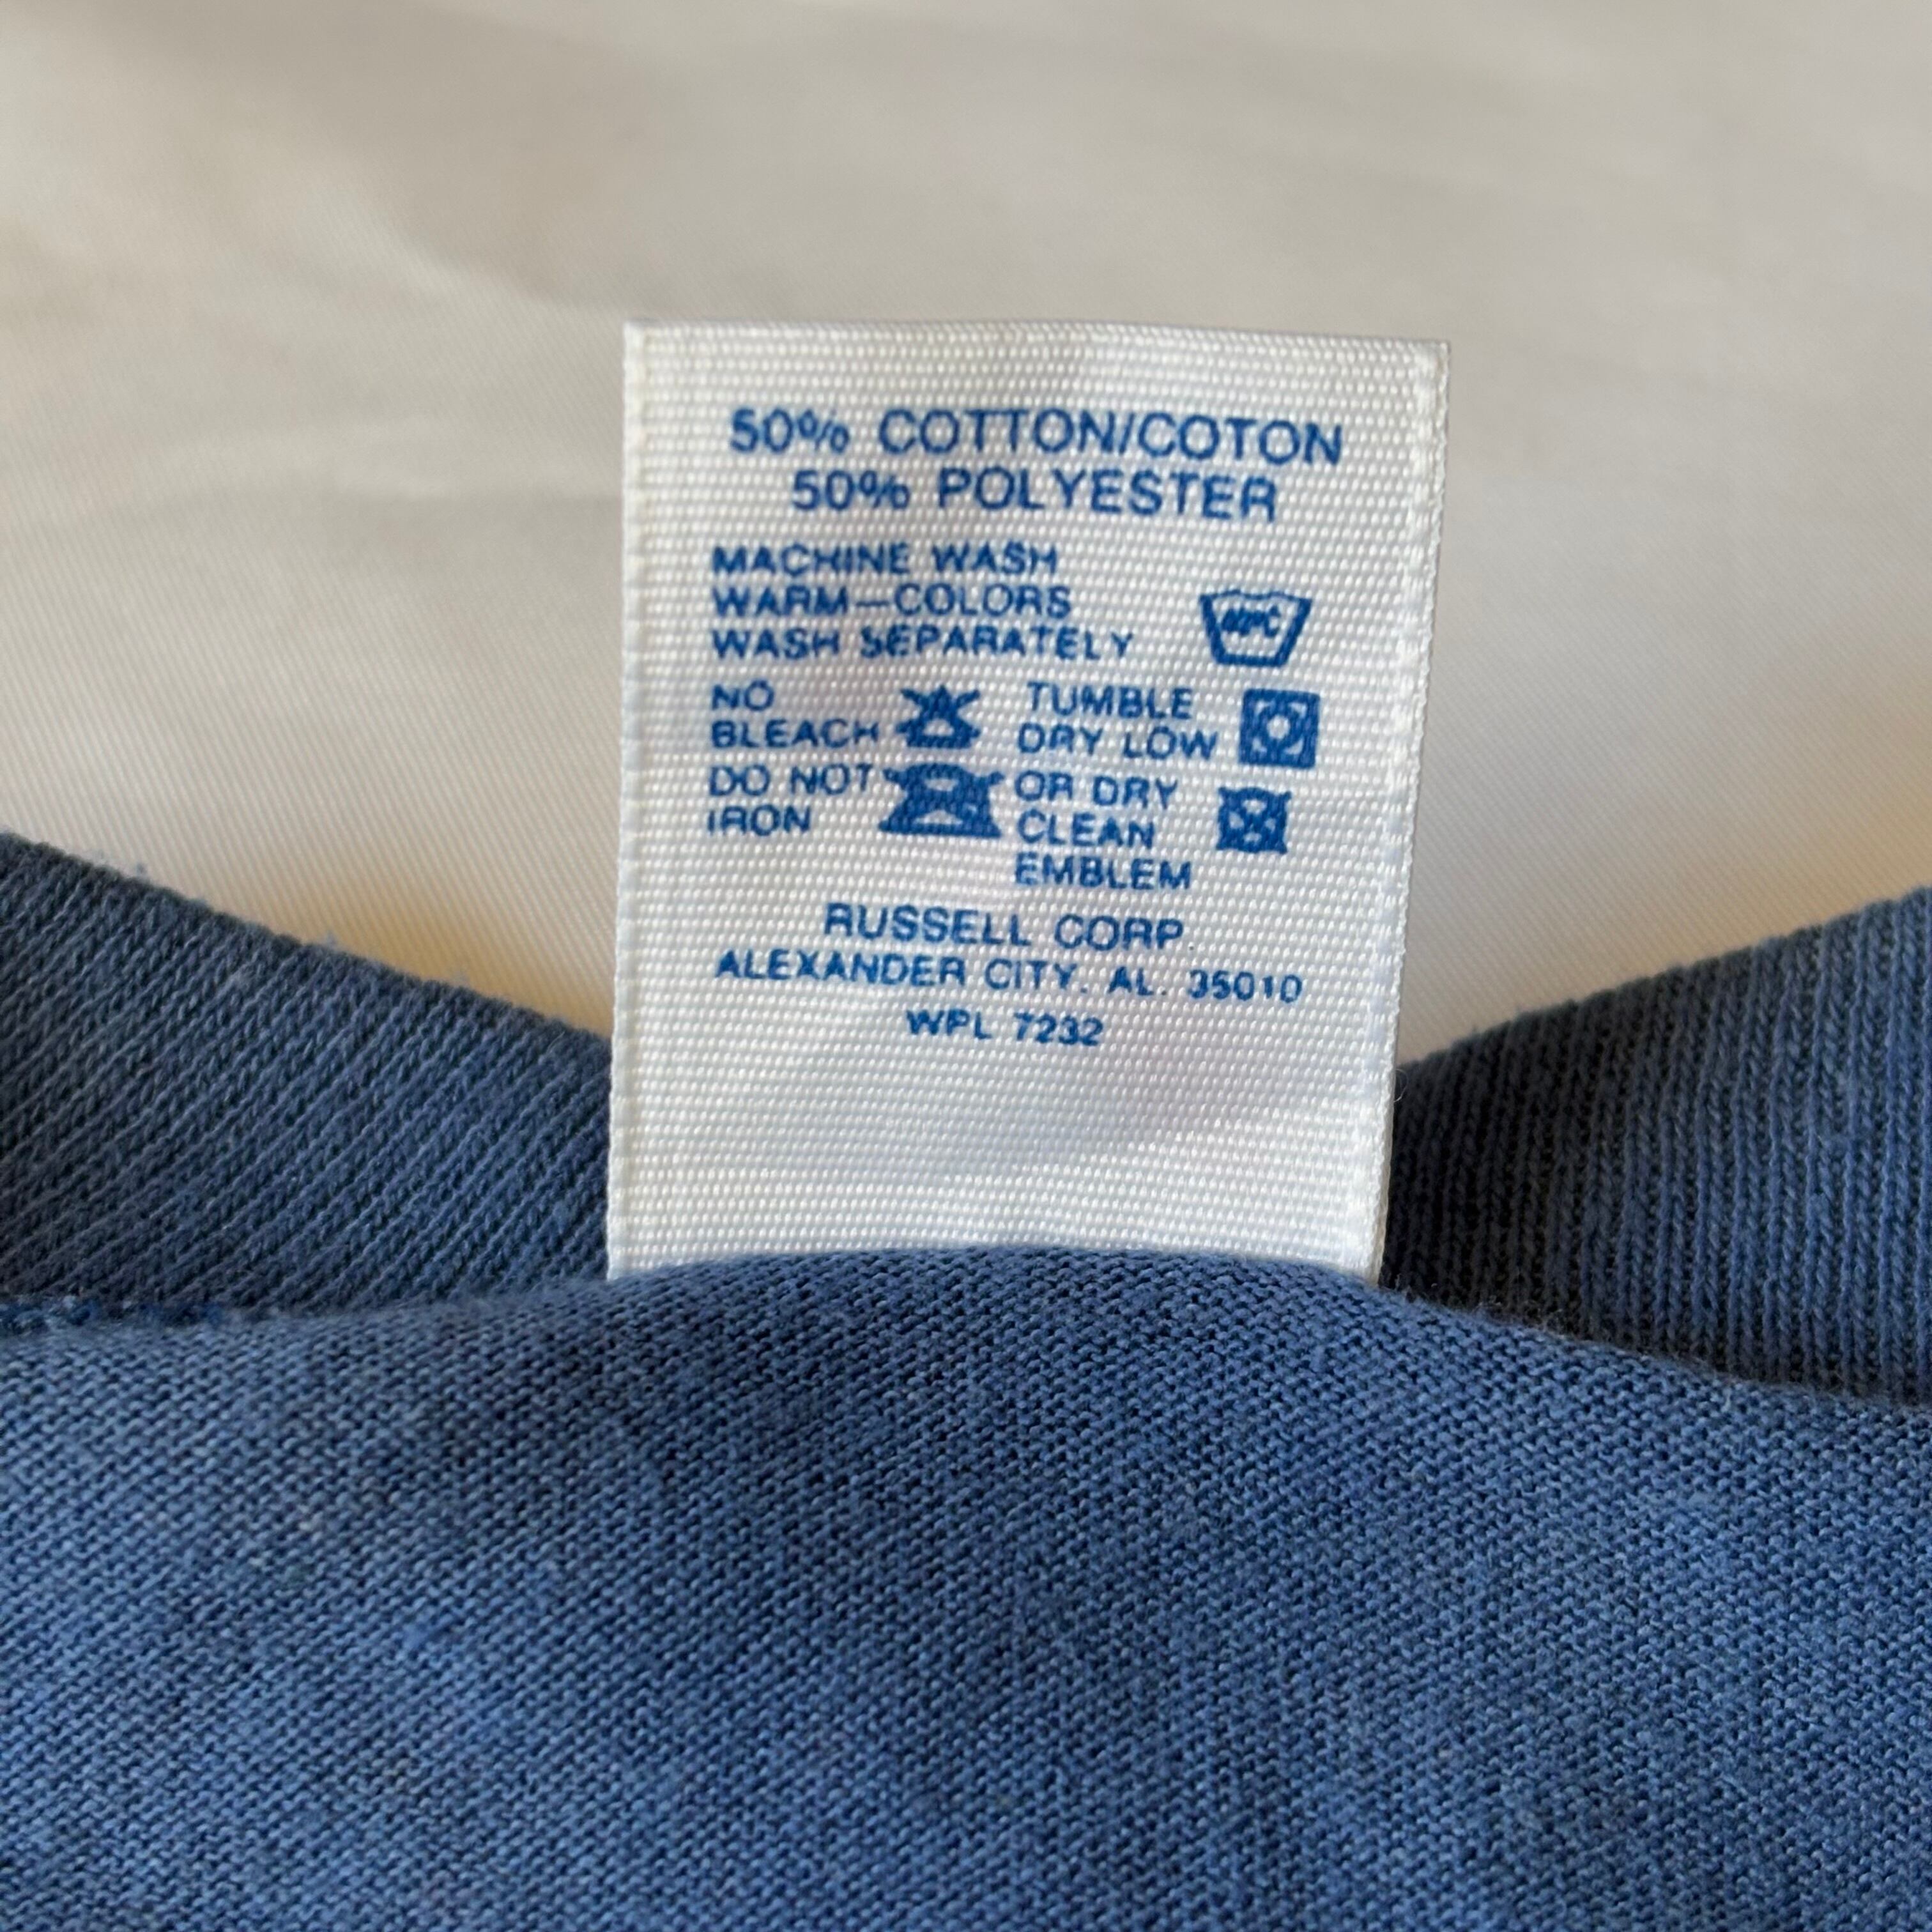 50% COTTON/COTON
50% POLYESTER
MACHINE WASH
WARM—COLORS
WASH SEPARATELY
40°C
NO
BLEACH
TUMBLE
DRY LOW
DO NOT
IRON
OR DRY
CLEAN
EMBLEM
RUSSELL CORP
ALEXANDER CITY. AL. 35010
WPL 7232